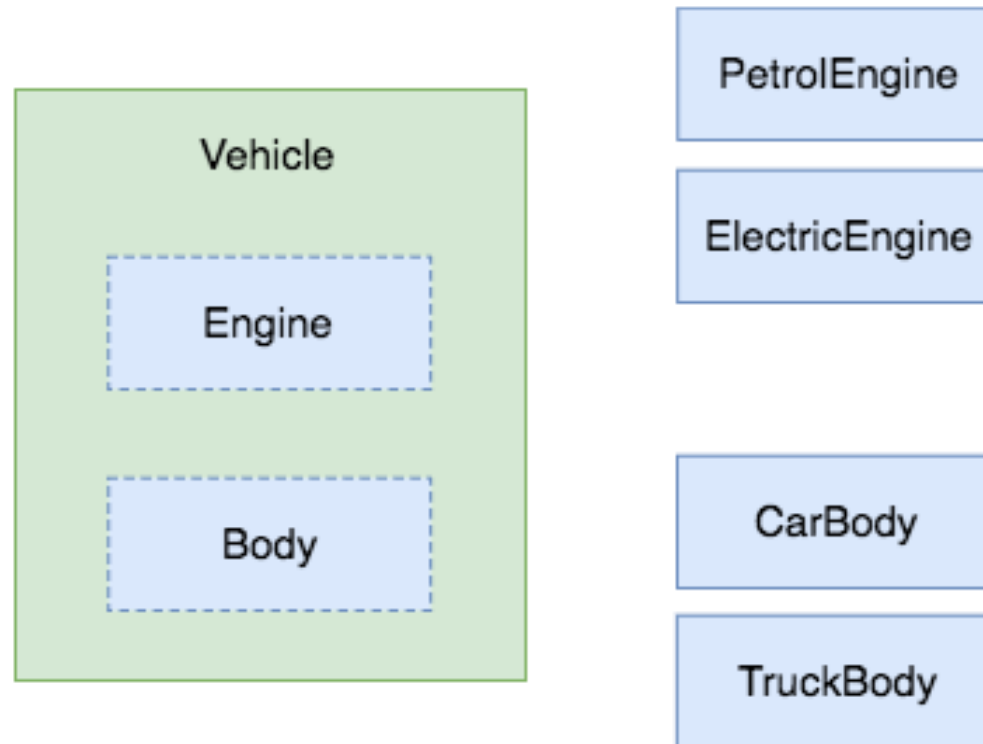 Vehicle
Engine
Body
PetrolEngine
ElectricEngine
CarBody
TruckBody